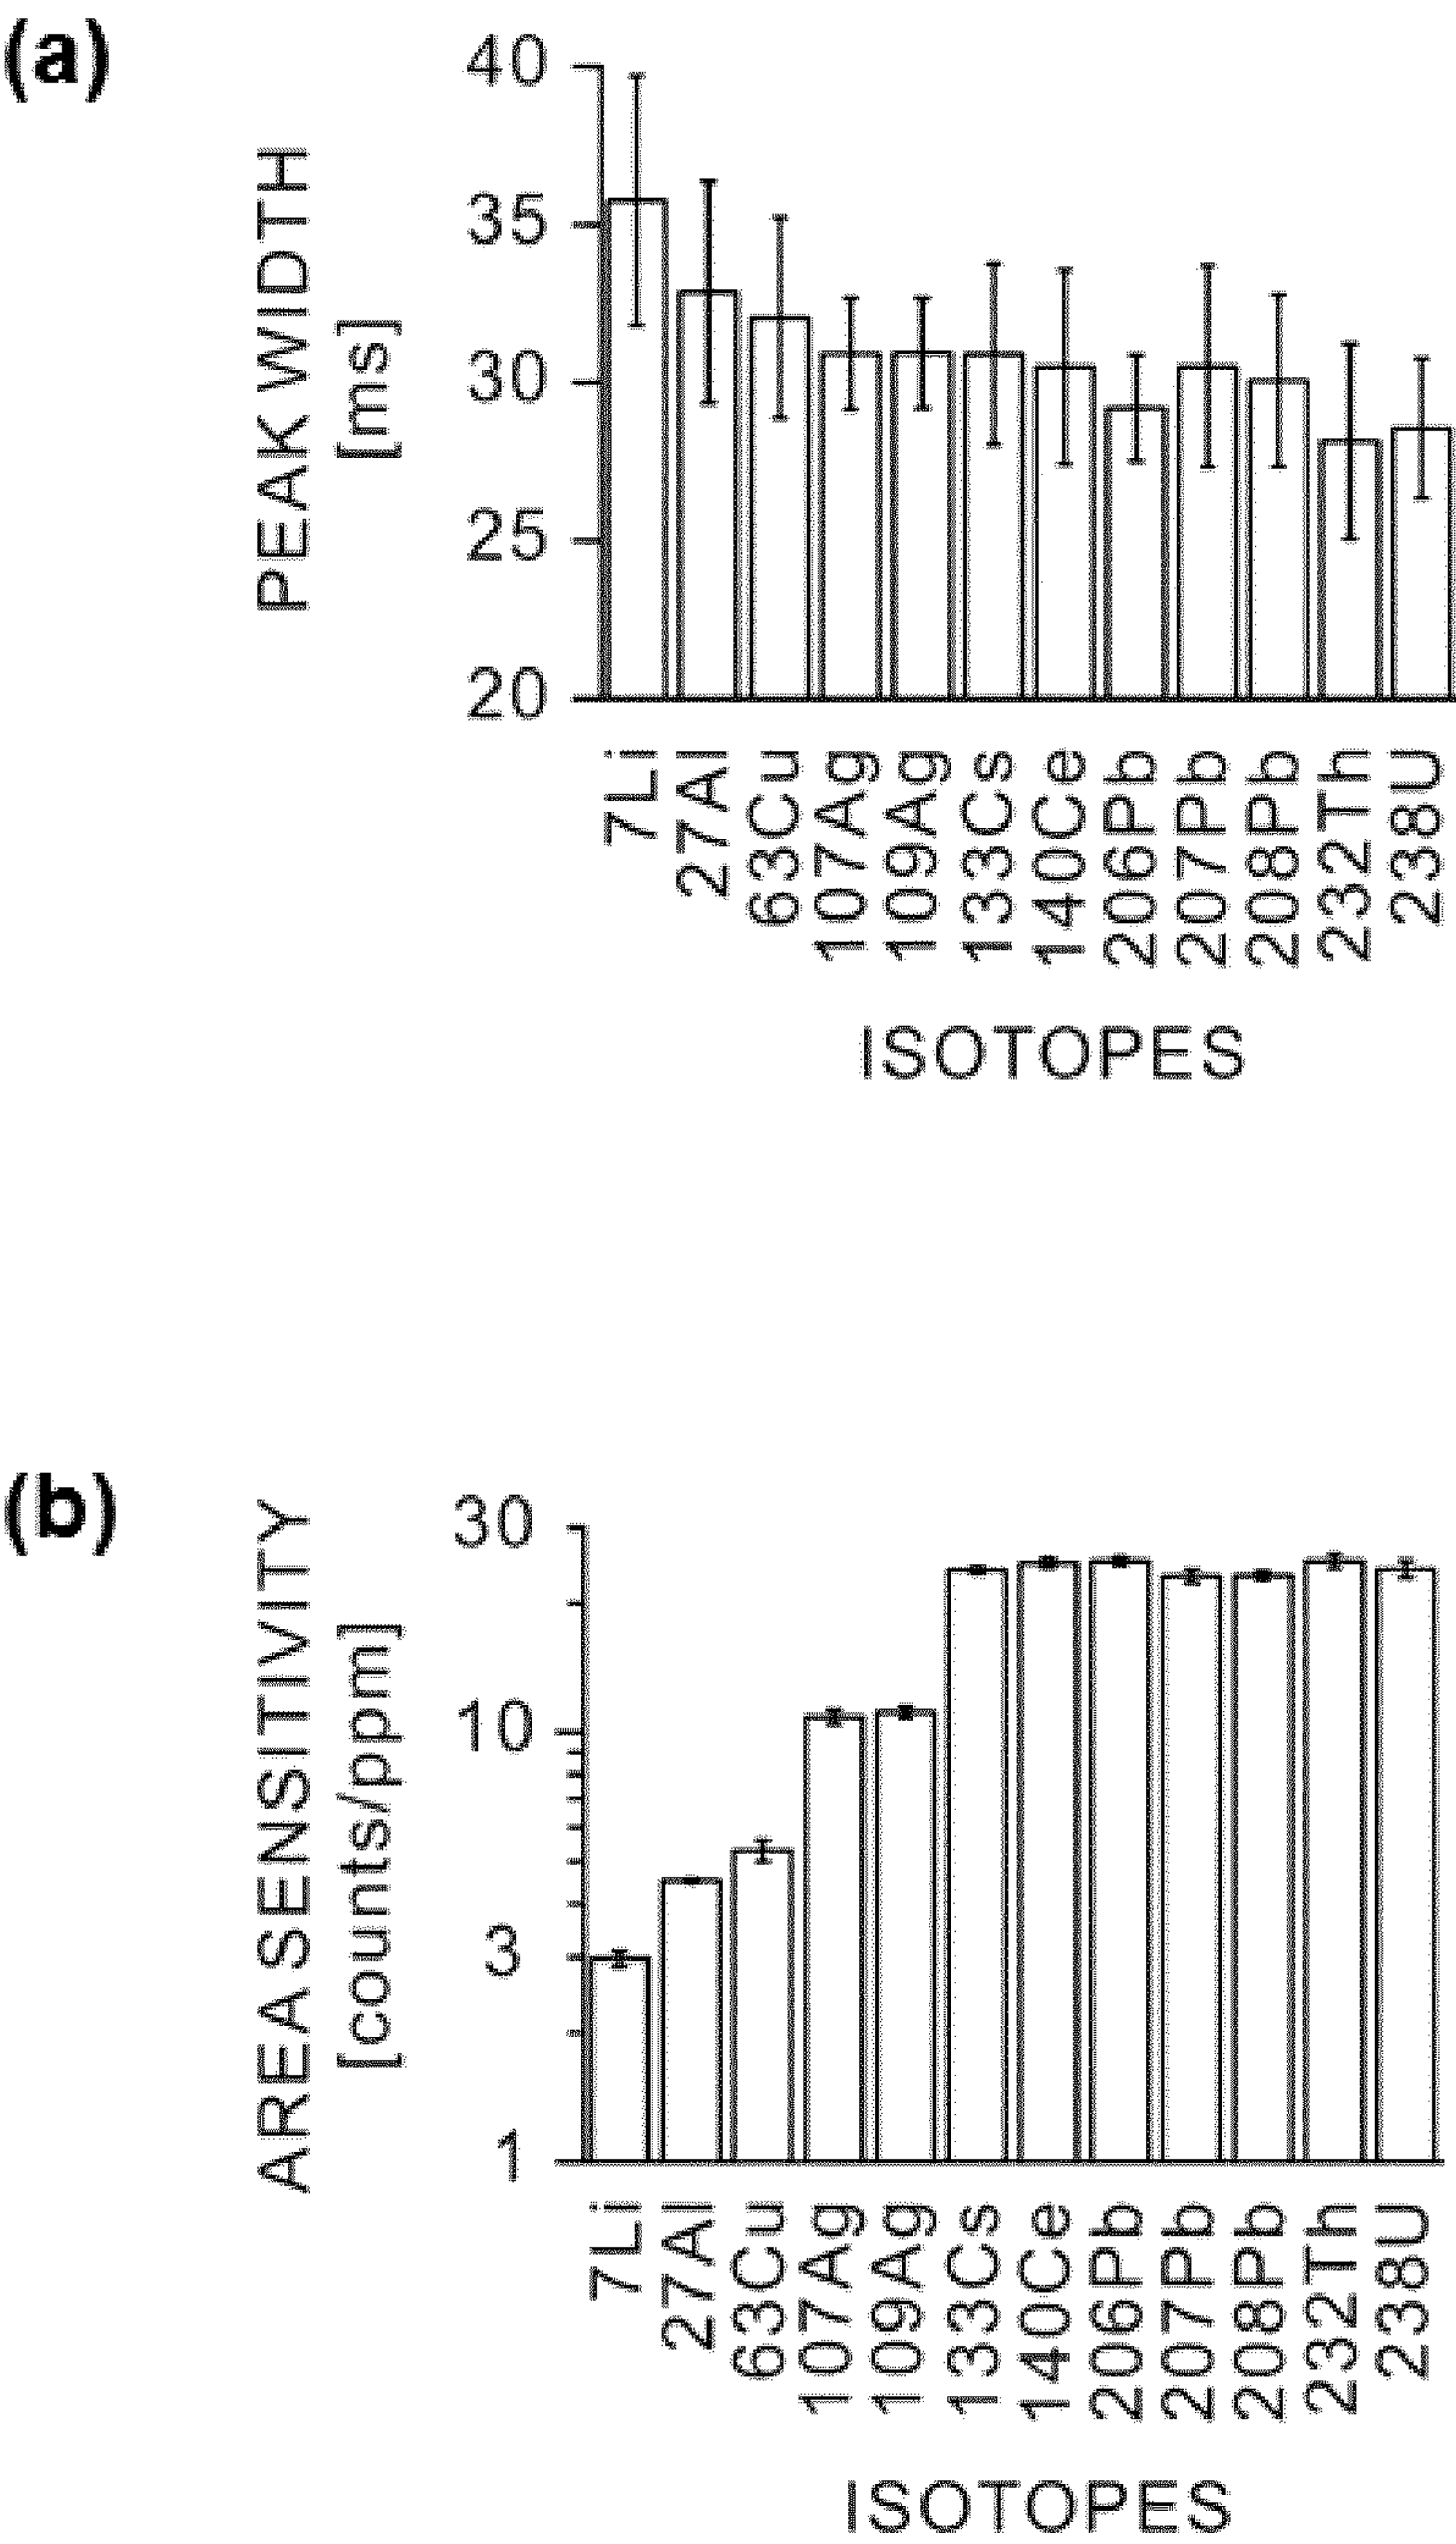 (a)
PEAK WIDTH
[ms]
40
35
30
25
20
7Li
27Al
63Cu
107Ag
109Ag
133Cs
140Ce
206Pb
207Pb
208Pb
232Th
238U
ISOTOPES
(b)
AREA SENSITIVITY
[counts/ppm]
30
10
3
1
7Li
27Al
63Cu
107Ag
109Ag
133Cs
140Ce
206Pb
207Pb
208Pb
232Th
238U
ISOTOPES